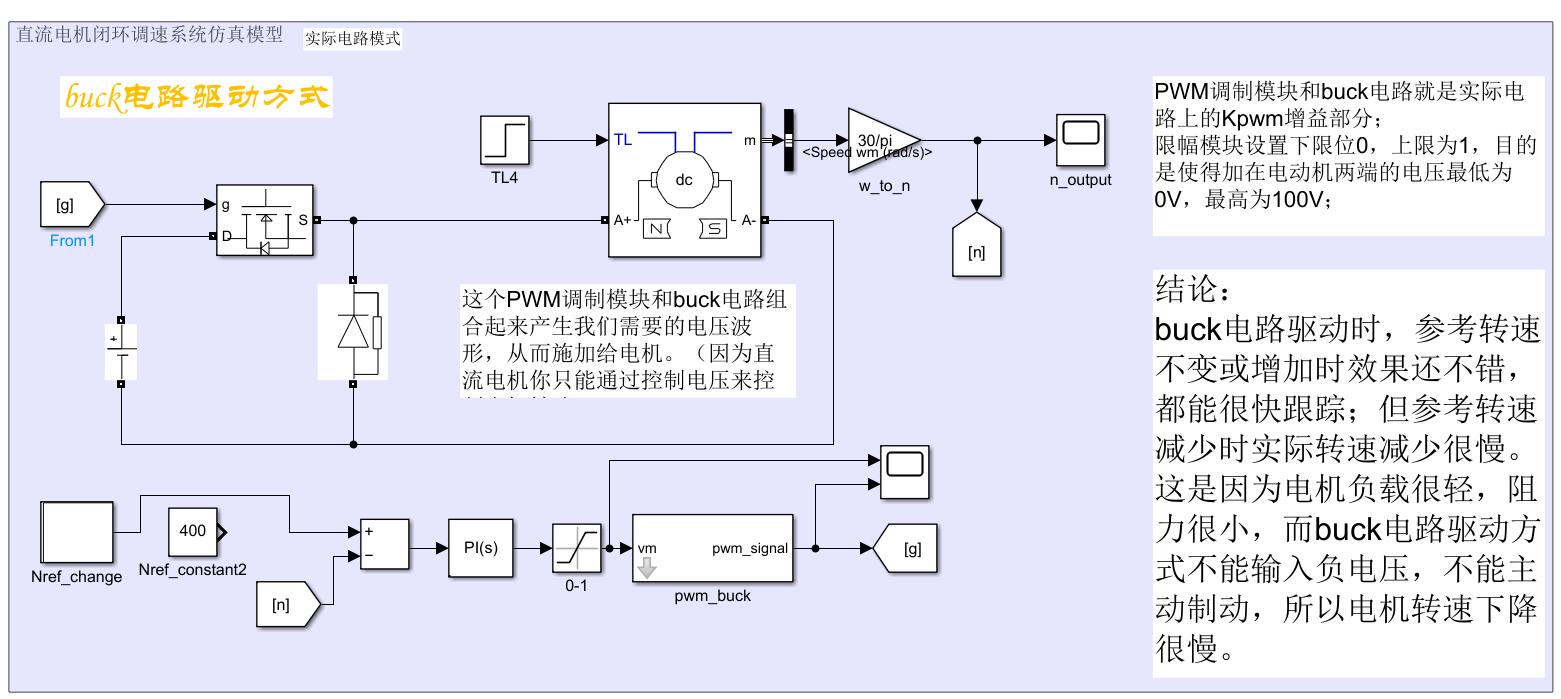 直流电机闭环调速系统仿真模型
实际电路模式
buck电路驱动方式
PWM调制模块和buck电路就是实际电
路上的Kpwm增益部分；
限幅模块设置下限位0，上限为1，目的
是使得加在电动机两端的电压最低为
0V，最高为100V；
TL4
TL
m
dc
A+
N
S
A-
30/pi
<Speed wm (rad/s)>
w_to_n
n_output
[n]
[g]
From1
g
D
S
+
这个PWM调制模块和buck电路组
合起来产生我们需要的电压波
形，从而施加给电机。（因为直
流电机你只能通过控制电压来控
结论：
buck电路驱动时，参考转速
不变或增加时效果还不错，
都能很快跟踪；但参考转速
减少时实际转速减少很慢。
这是因为电机负载很轻，阻
力很小，而buck电路驱动方
式不能输入负电压，不能主
动制动，所以电机转速下降
很慢。
Nref_change
400
Nref_constant2
[n]
+
−
PI(s)
0-1
vm
pwm_signal
pwm_buck
[g]